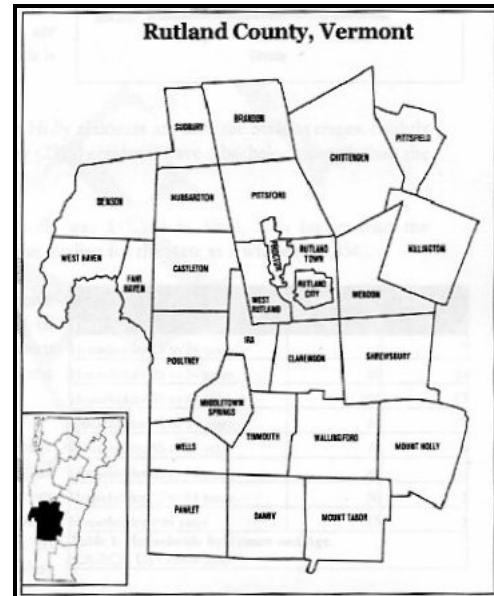 Rutland County, Vermont
BRANDON
SUDBURY
PITTSFIELD
CHITTENDEN
HUBBARDTON
PITTSFORD
BENSON
KILLINGTON
PROCTOR
RUTLAND
TOWN
WEST HAVEN
CASTLETON
FAIR
HAVEN
RUTLAND
CITY
MENDON
WEST
RUTLAND
IRA
POULTNEY
CLARENDON
SHREWSBURY
MIDDLETOWN
SPRINGS
WELLS
TINMOUTH
WALLINGFORD
MOUNT HOLLY
PAWLET
DANBY
MOUNT TABOR